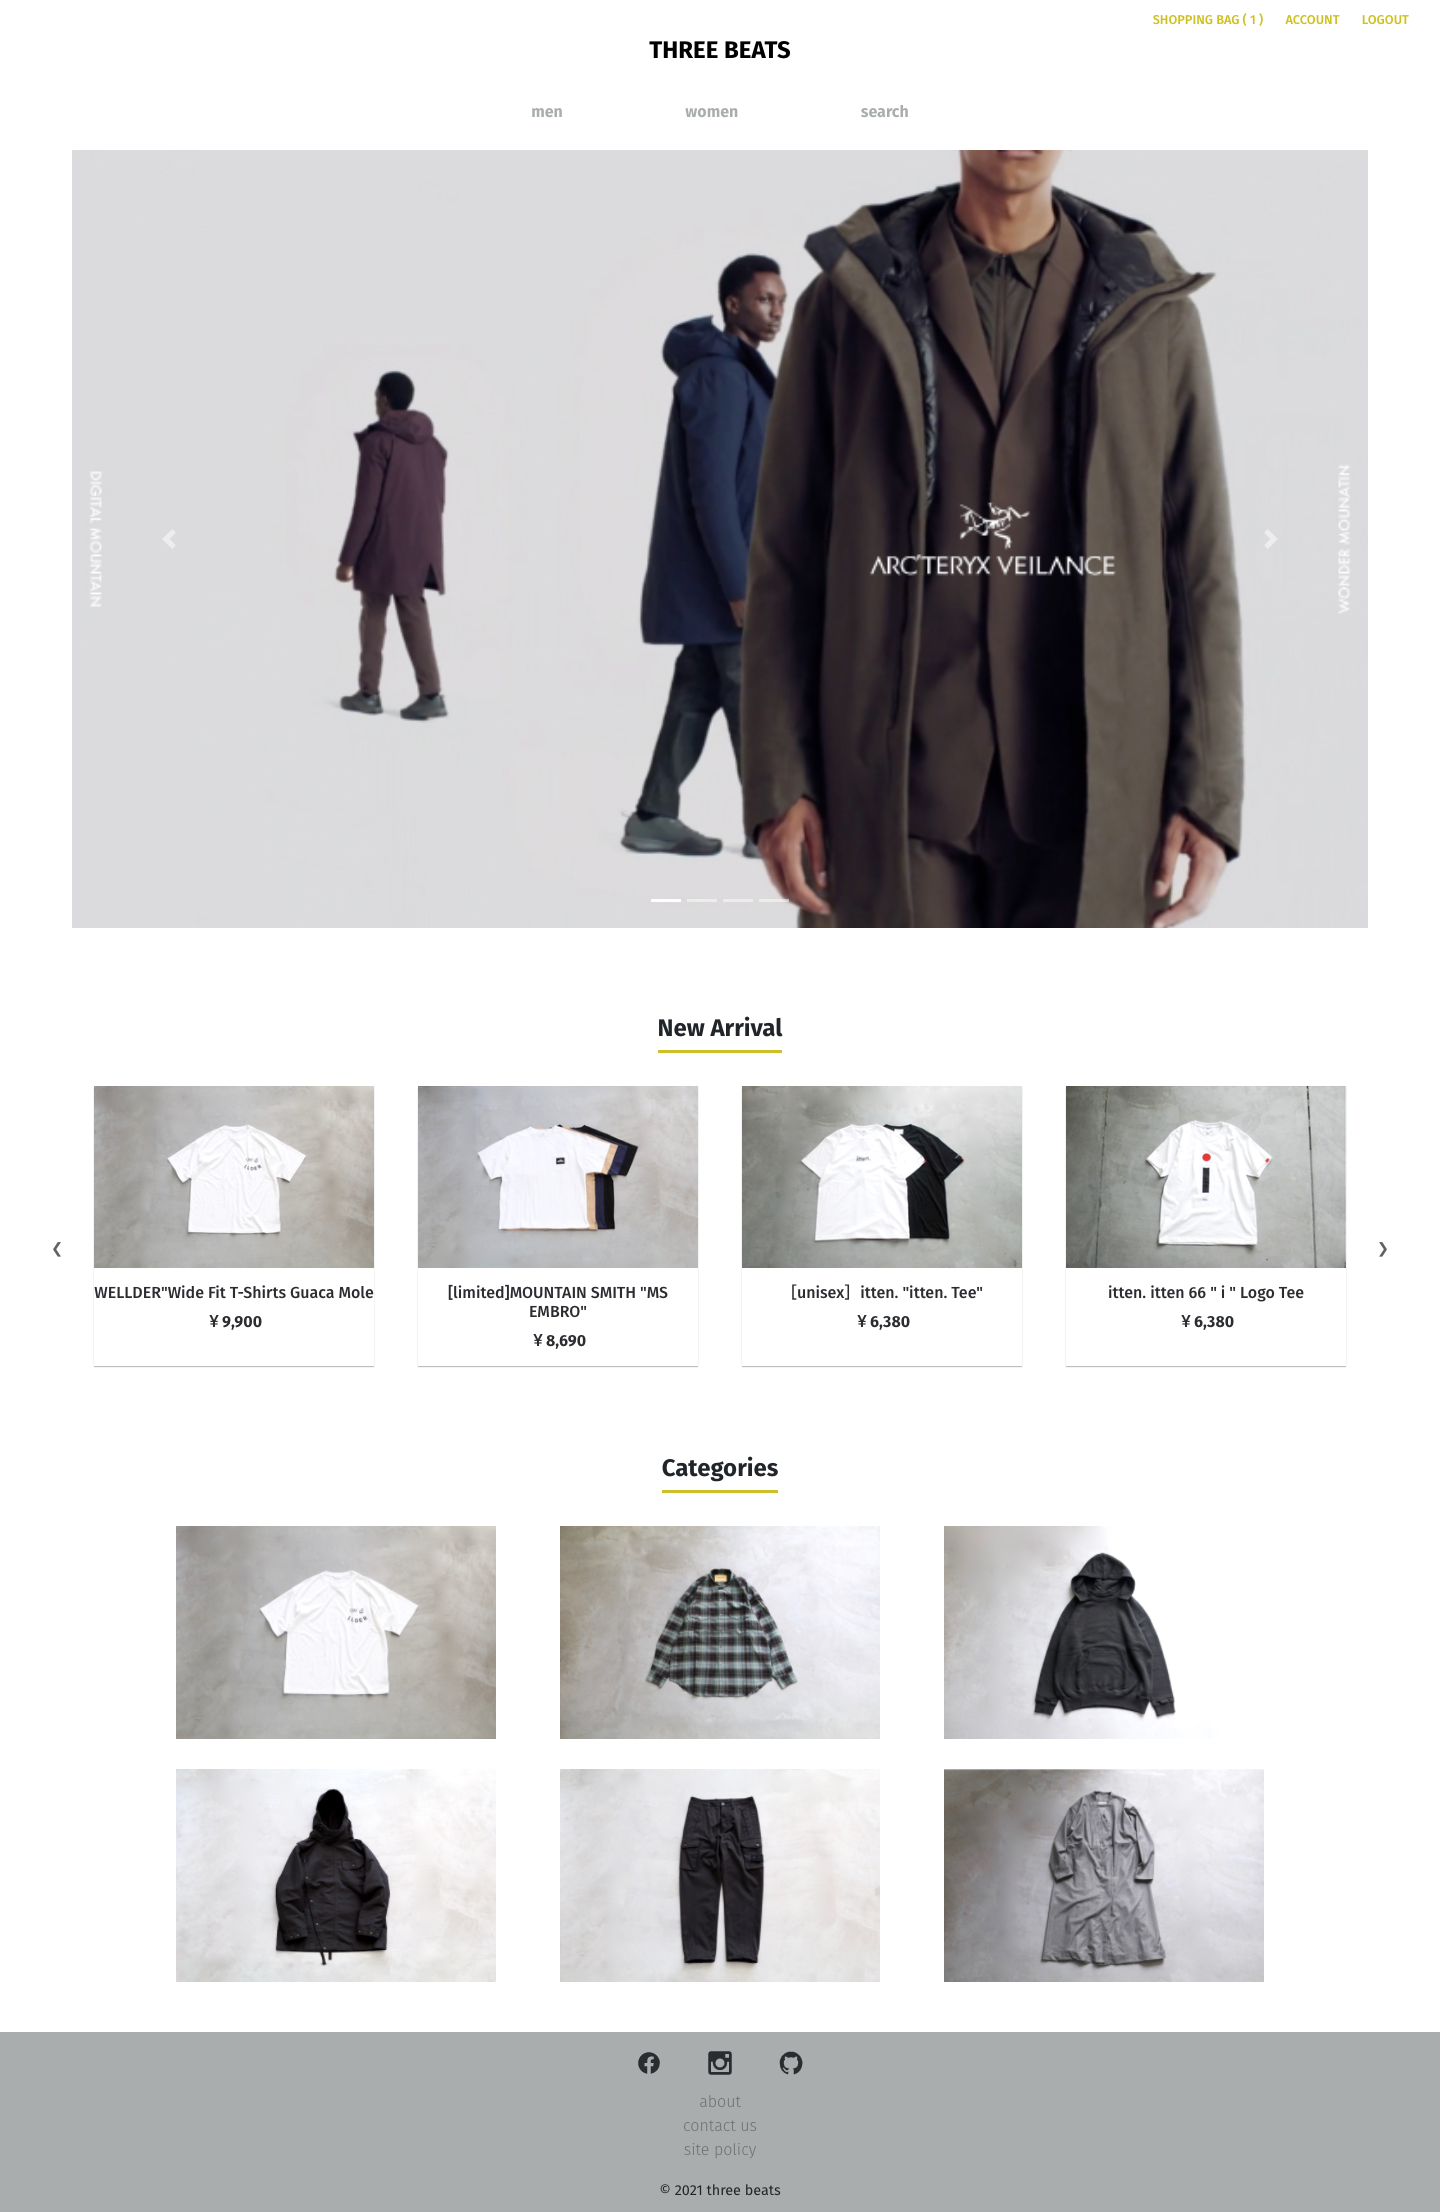 SHOPPING BAG ( 1 ) ACCOUNT LOGOUT
THREE BEATS
men women search
DIGITAL MOUNTAIN
ARC'TERYX VEILANCE
WONDER MOUNATIN
New Arrival
WELLDER"Wide Fit T-Shirts Guaca Mole
¥ 9,900
[limited]MOUNTAIN SMITH "MS
EMBRO"
¥ 8,690
［unisex］ itten. "itten. Tee"
¥ 6,380
itten. itten 66 " i " Logo Tee
¥ 6,380
Categories
about
contact us
site policy
© 2021 three beats